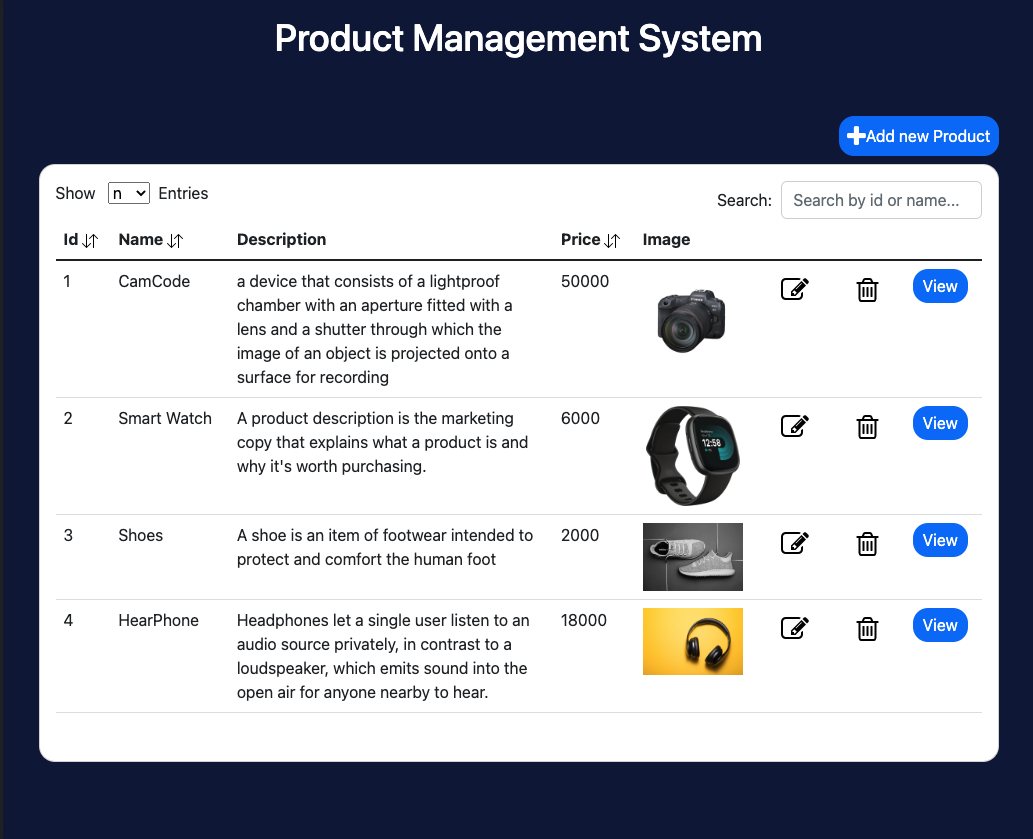 Product Management System
Add new Product
Show n Entries
Search: Search by id or name...
Id Name Description Price Image
1 CamCode a device that consists of a lightproof 50000 View
chamber with an aperture fitted with a
lens and a shutter through which the
image of an object is projected onto a
surface for recording
2 Smart Watch A product description is the marketing 6000 View
copy that explains what a product is and
why it's worth purchasing.
12:58
3 Shoes A shoe is an item of footwear intended to 2000 View
protect and comfort the human foot
4 HearPhone Headphones let a single user listen to an 18000 View
audio source privately, in contrast to a
loudspeaker, which emits sound into the
open air for anyone nearby to hear.